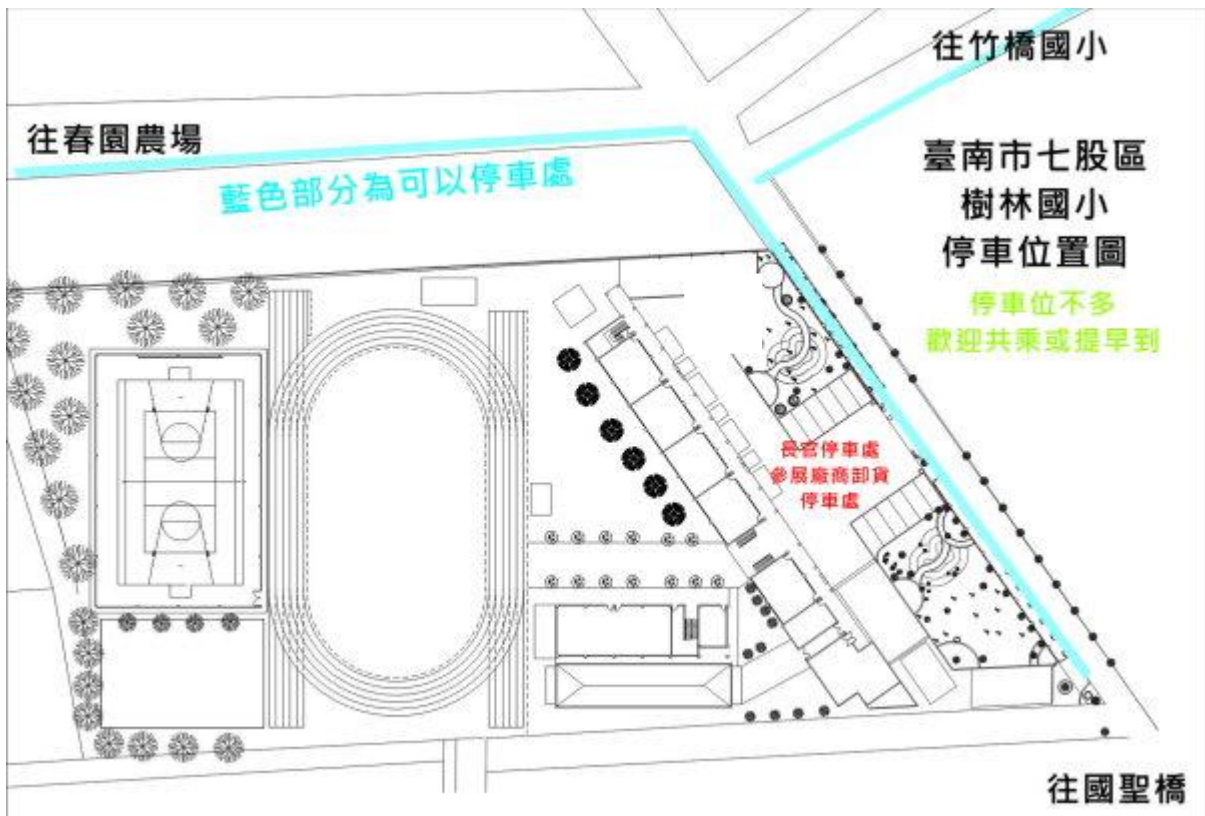 往竹橋國小
往春園農場
藍色部分為可以停車處
臺南市七股區
樹林國小
停車位置圖
停車位不多
歡迎共乘或提早到
長官停車處
參展廠商卸貨
停車處
往國聖橋